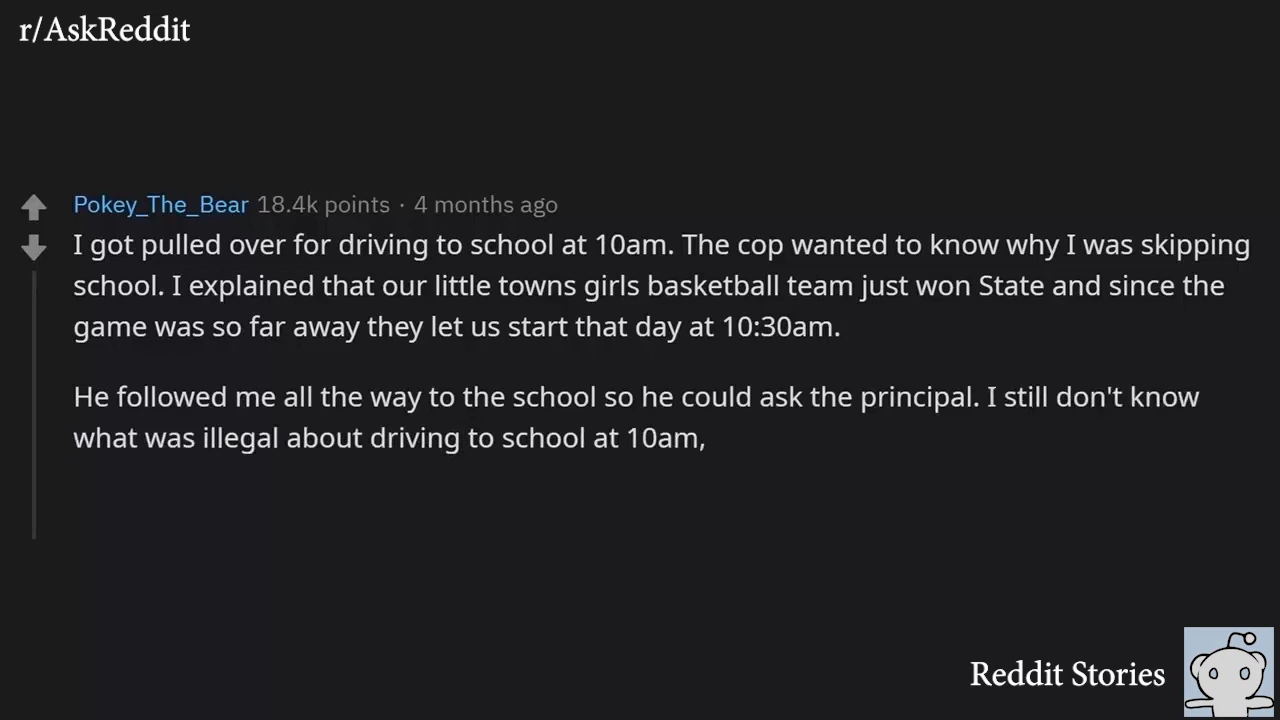 r/AskReddit
Pokey_The_Bear 18.4k points · 4 months ago
I got pulled over for driving to school at 10am. The cop wanted to know why I was skipping
school. I explained that our little towns girls basketball team just won State and since the
game was so far away they let us start that day at 10:30am.
He followed me all the way to the school so he could ask the principal. I still don't know
what was illegal about driving to school at 10am,
Reddit Stories